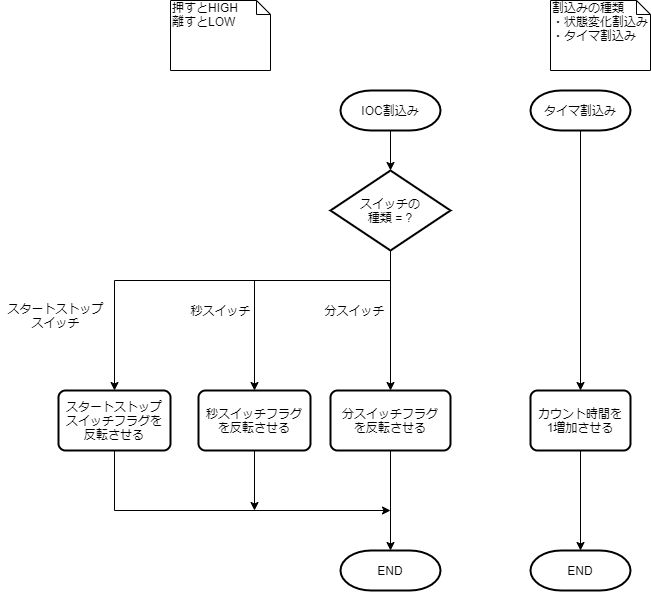 押すとHIGH
離すとLOW
割込みの種類
・状態変化割込み
・タイマ割込み
IOC割込み
タイマ割込み
スイッチの
種類 = ?
スタートストップ
スイッチ
秒スイッチ
分スイッチ
スタートストップ
スイッチフラグを
反転させる
秒スイッチフラグ
を反転させる
分スイッチフラグ
を反転させる
カウント時間を
1増加させる
END
END